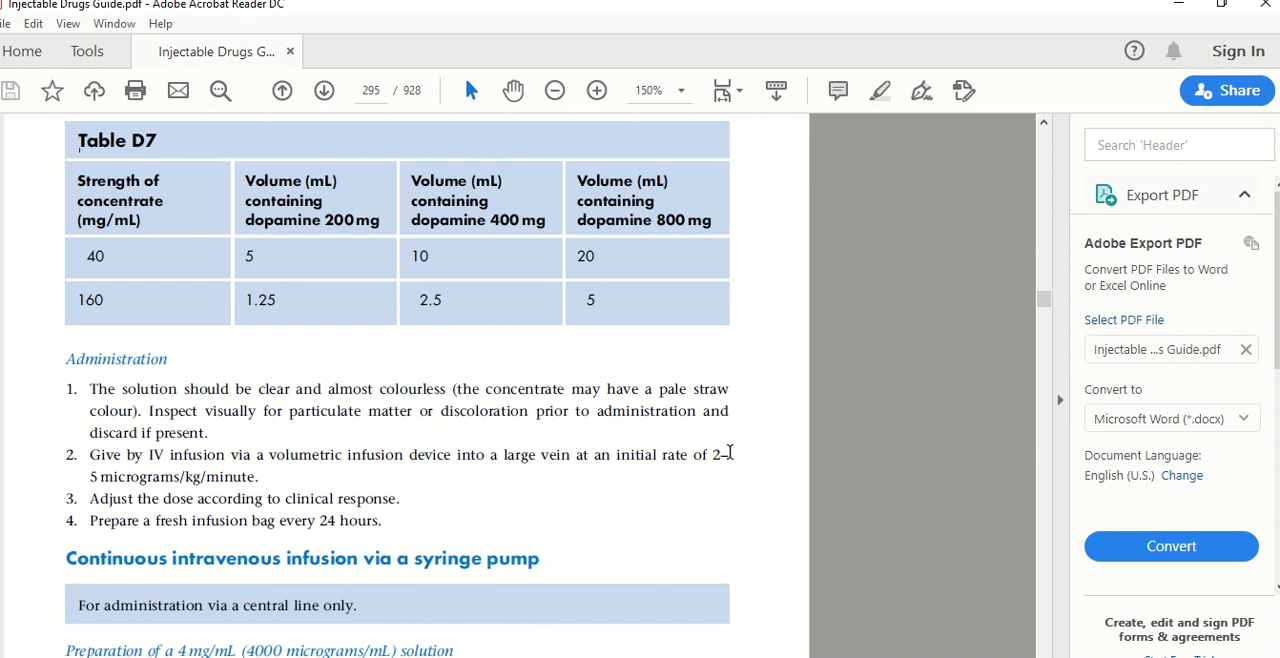 Injectable Drugs Guide.pdf - Adobe Acrobat Reader DC
ile Edit View Window Help
Home Tools Injectable Drugs G... × Sign In
295 / 928 150% Share
Table D7
Strength of concentrate (mg/mL) Volume (mL) containing dopamine 200 mg Volume (mL) containing dopamine 400 mg Volume (mL) containing dopamine 800 mg
40 5 10 20
160 1.25 2.5 5
Administration
1. The solution should be clear and almost colourless (the concentrate may have a pale straw
colour). Inspect visually for particulate matter or discoloration prior to administration and
discard if present.
2. Give by IV infusion via a volumetric infusion device into a large vein at an initial rate of 2–
5 micrograms/kg/minute.
3. Adjust the dose according to clinical response.
4. Prepare a fresh infusion bag every 24 hours.
Continuous intravenous infusion via a syringe pump
For administration via a central line only.
Preparation of a 4 mg/mL (4000 micrograms/mL) solution
Search 'Header'
Export PDF
Adobe Export PDF
Convert PDF Files to Word
or Excel Online
Select PDF File
Injectable ...s Guide.pdf
Convert to
Microsoft Word (*.docx)
Document Language:
English (U.S.) Change
Convert
Create, edit and sign PDF
forms & agreements